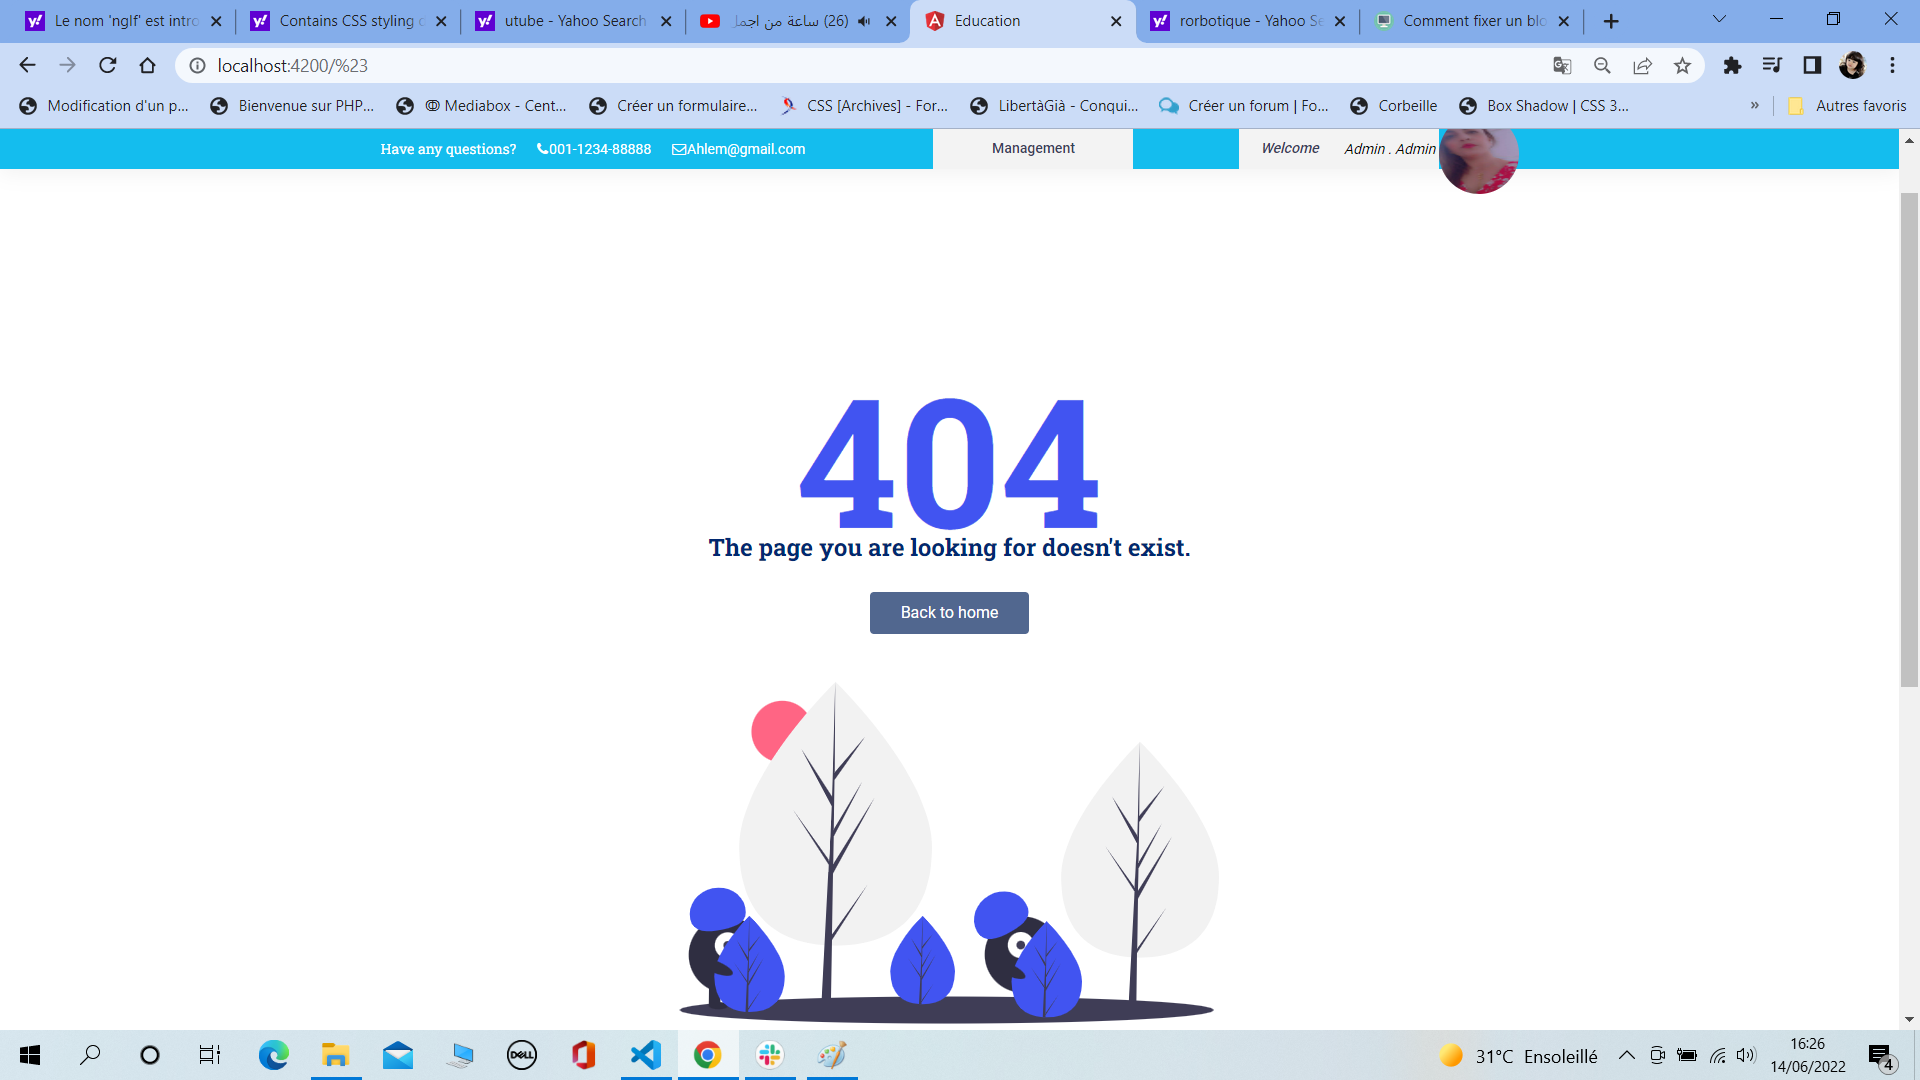 Le nom 'nglf' est intro
Contains CSS styling o
utube - Yahoo Search
(26) ساعة من اجمل
Education
rorbotique - Yahoo Se
Comment fixer un blo
localhost:4200/%23
Modification d'un p...
Bienvenue sur PHP...
Mediabox - Cent...
Créer un formulaire...
CSS [Archives] - For...
LibertàGià - Conqui...
Créer un forum | Fo...
Corbeille
Box Shadow | CSS 3...
»
Autres favoris
Have any questions?
001-1234-88888
Ahlem@gmail.com
Management
Welcome
Admin . Admin
404
The page you are looking for doesn't exist.
Back to home
DELL
31°C Ensoleillé
16:26
14/06/2022
4